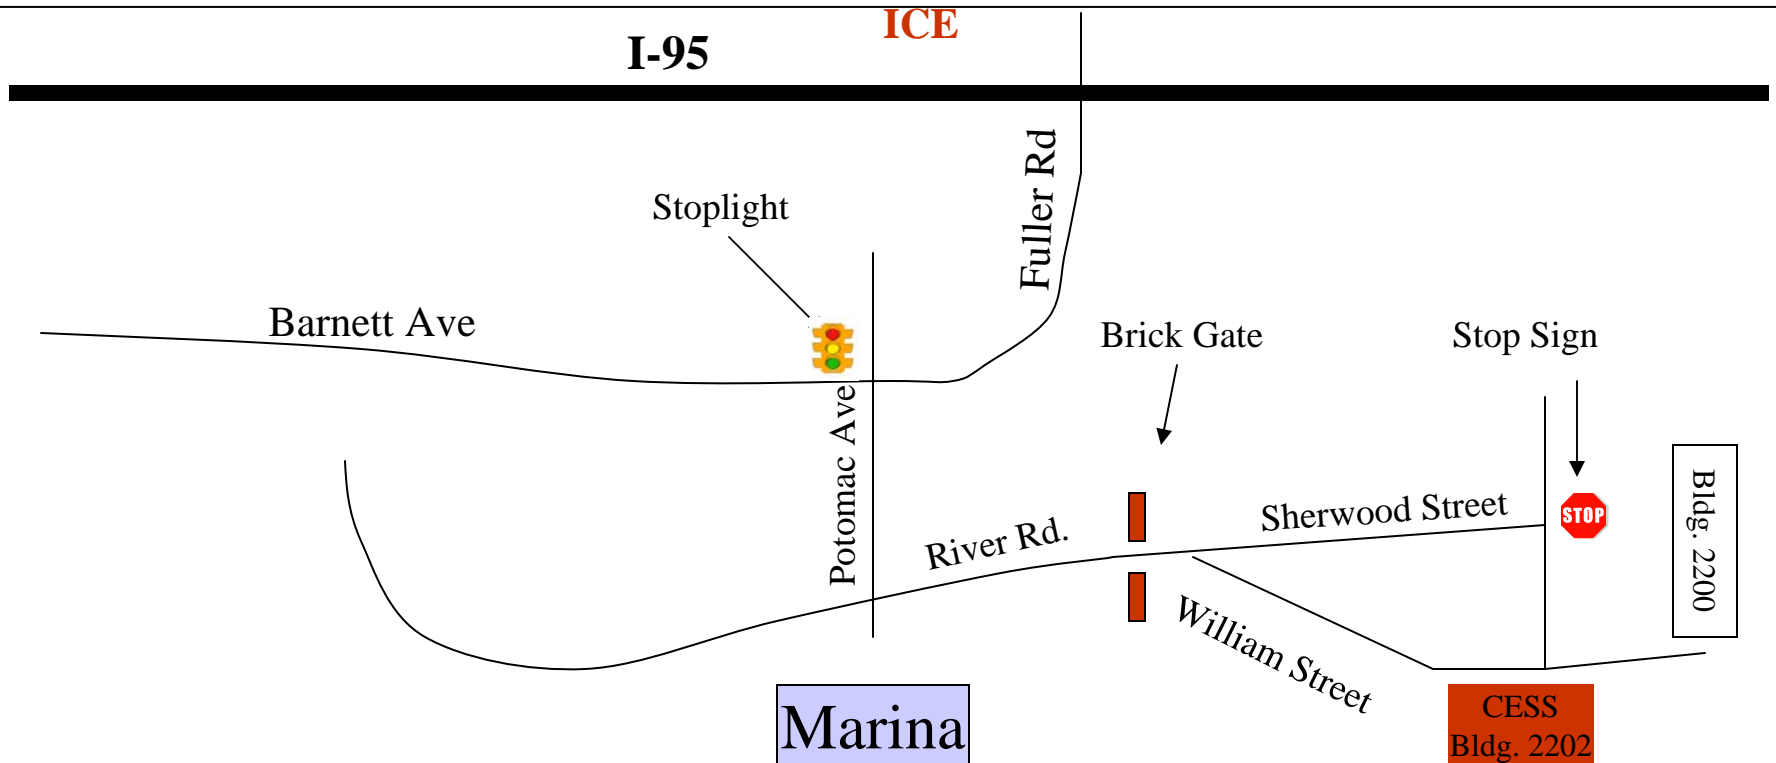 ICE
I-95
Fuller Rd
Stoplight
Barnett Ave
Brick Gate
Stop Sign
Potomac Ave
River Rd.
Sherwood Street
STOP
Bldg. 2200
William Street
Marina
CESS
Bldg. 2202